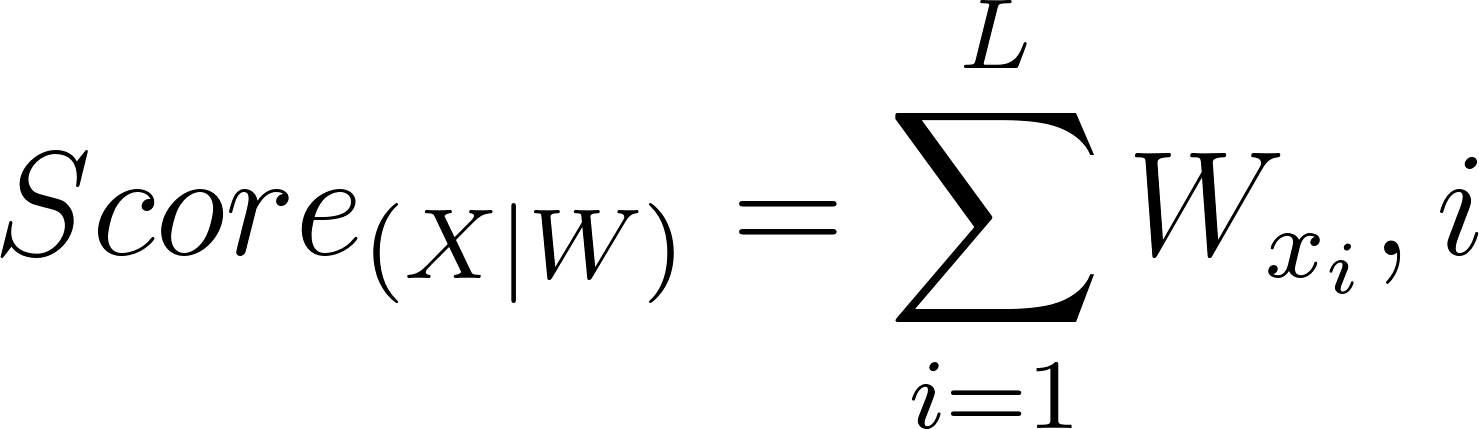 Score_{(X|W)} = \sum_{i=1}^{L} W_{x_i}, i